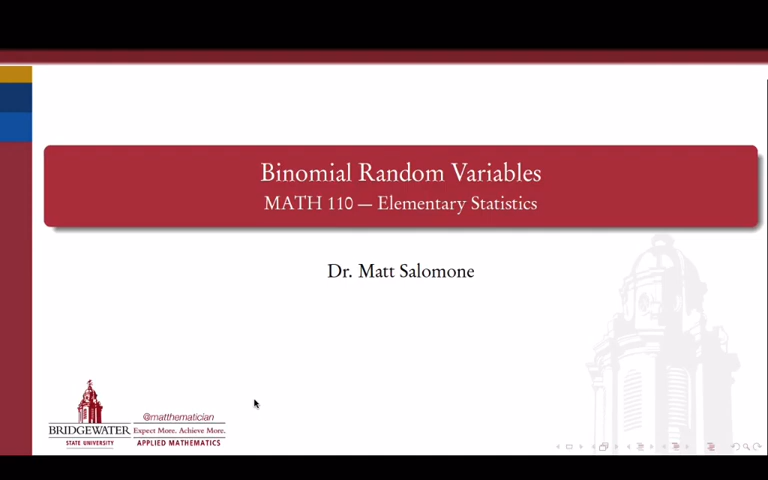 Binomial Random Variables
MATH 110 — Elementary Statistics
Dr. Matt Salomone
@matthematician
BRIDGEWATER
Expect More. Achieve More.
STATE UNIVERSITY
APPLIED MATHEMATICS